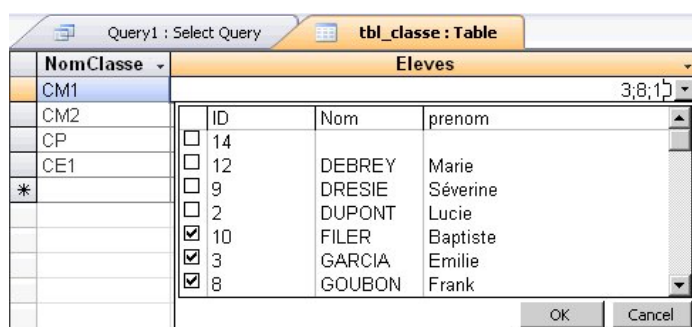 Query1 : Select Query
tbl_classe : Table
NomClasse
Eleves
CM1
3;8;1
CM2
CP
CE1
ID Nom prenom
14
12 DEBREY Marie
9 DRESIE Séverine
2 DUPONT Lucie
10 FILER Baptiste
3 GARCIA Emilie
8 GOUBON Frank
OK
Cancel